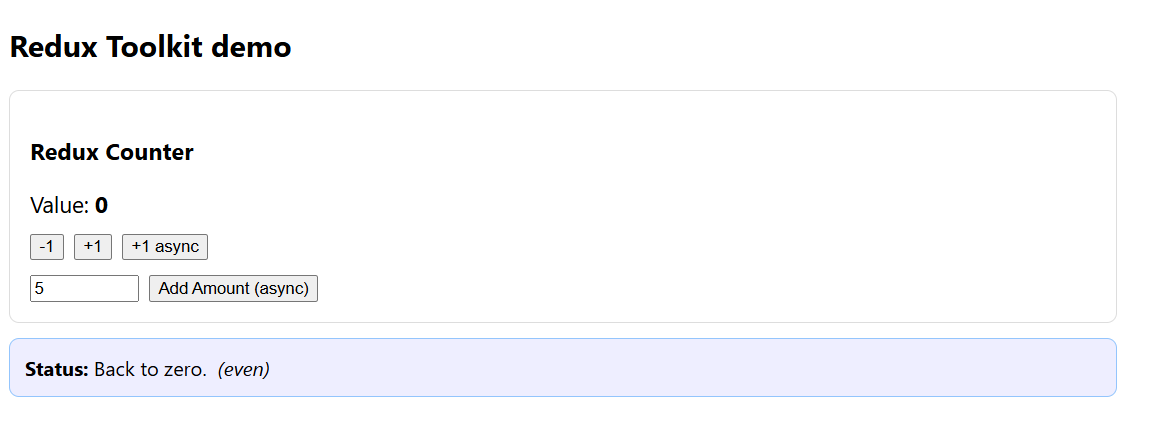 Redux Toolkit demo
Redux Counter
Value: 0
-1 +1 +1 async
5 Add Amount (async)
Status: Back to zero. (even)